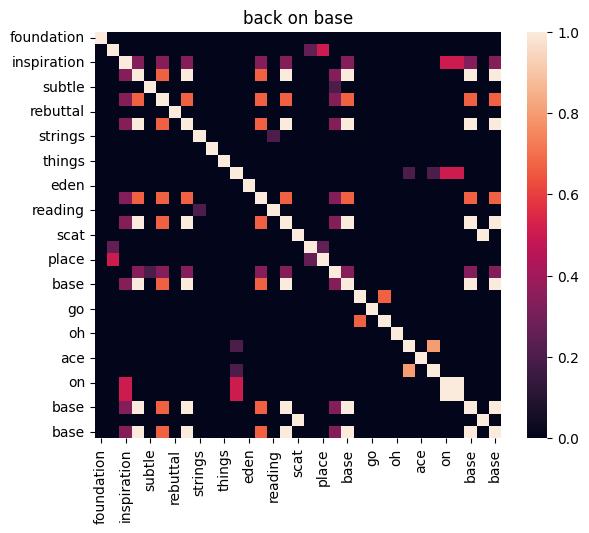 back on base
foundation
inspiration
subtle
rebuttal
strings
things
eden
reading
scat
place
base
go
oh
ace
on
base
base
1.0
0.8
0.6
0.4
0.2
0.0
foundation
inspiration
subtle
rebuttal
strings
things
eden
reading
scat
place
base
go
oh
ace
on
base
base